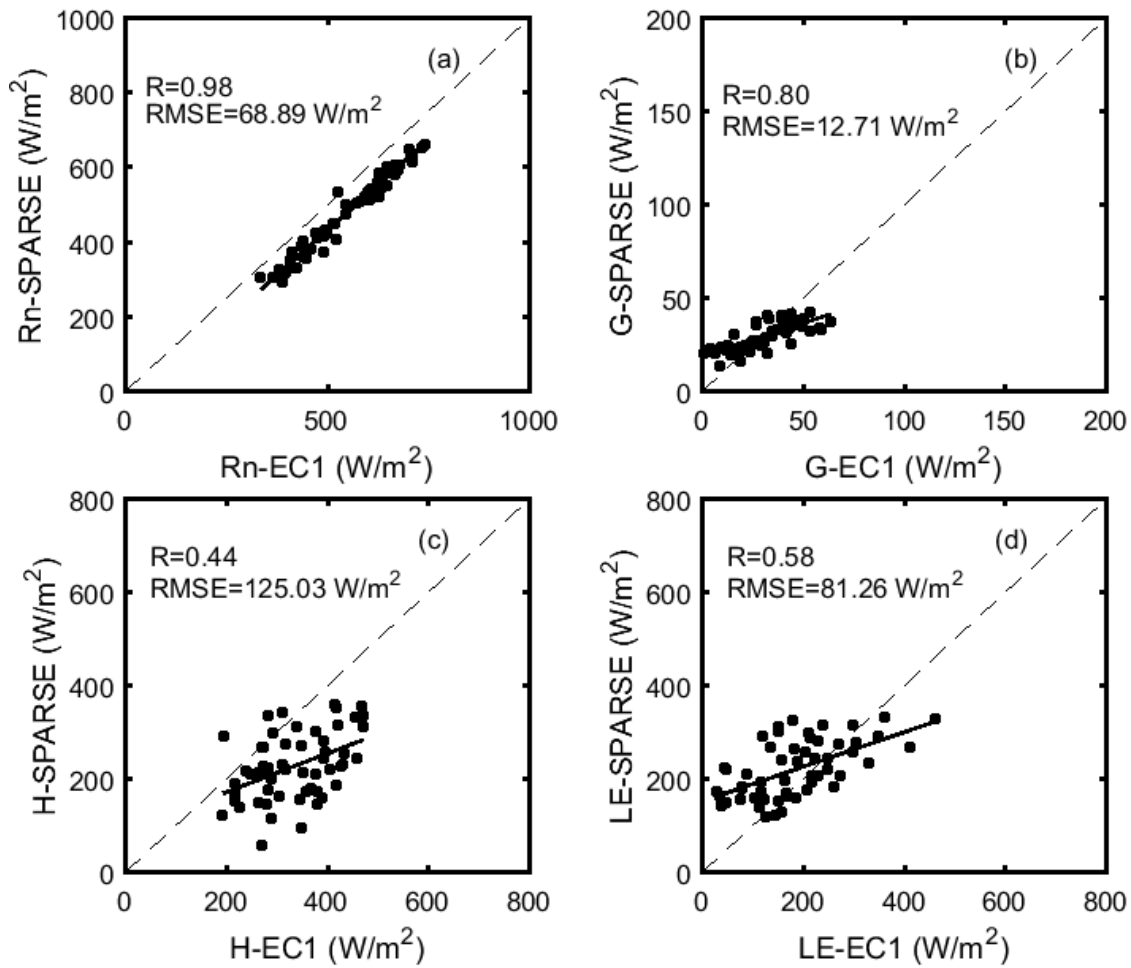 1000
800
600
400
200
0
Rn-SPARSE (W/m²)
(a)
R=0.98
RMSE=68.89 W/m²
0
500
1000
Rn-EC1 (W/m²)
200
150
100
50
0
G-SPARSE (W/m²)
(b)
R=0.80
RMSE=12.71 W/m²
0
50
100
150
200
G-EC1 (W/m²)
800
600
400
200
0
H-SPARSE (W/m²)
(c)
R=0.44
RMSE=125.03 W/m²
0
200
400
600
800
H-EC1 (W/m²)
800
600
400
200
0
LE-SPARSE (W/m²)
(d)
R=0.58
RMSE=81.26 W/m²
0
200
400
600
800
LE-EC1 (W/m²)